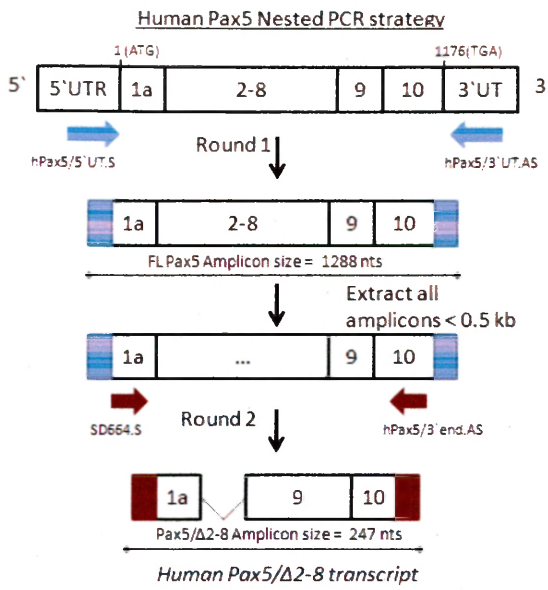 Human Pax5 Nested PCR strategy
1 (ATG) 1176(TGA)
5` 5`UTR 1a 2-8 9 10 3`UT 3
hPax5/5`UT.S Round 1 hPax5/3`UT.AS
1a 2-8 9 10
FL Pax5 Amplicon size = 1288 nts
Extract all
amplicons < 0.5 kb
1a ... 9 10
SD664.S Round 2 hPax5/3`end.AS
1a 9 10
Pax5/Δ2-8 Amplicon size = 247 nts
Human Pax5/Δ2-8 transcript